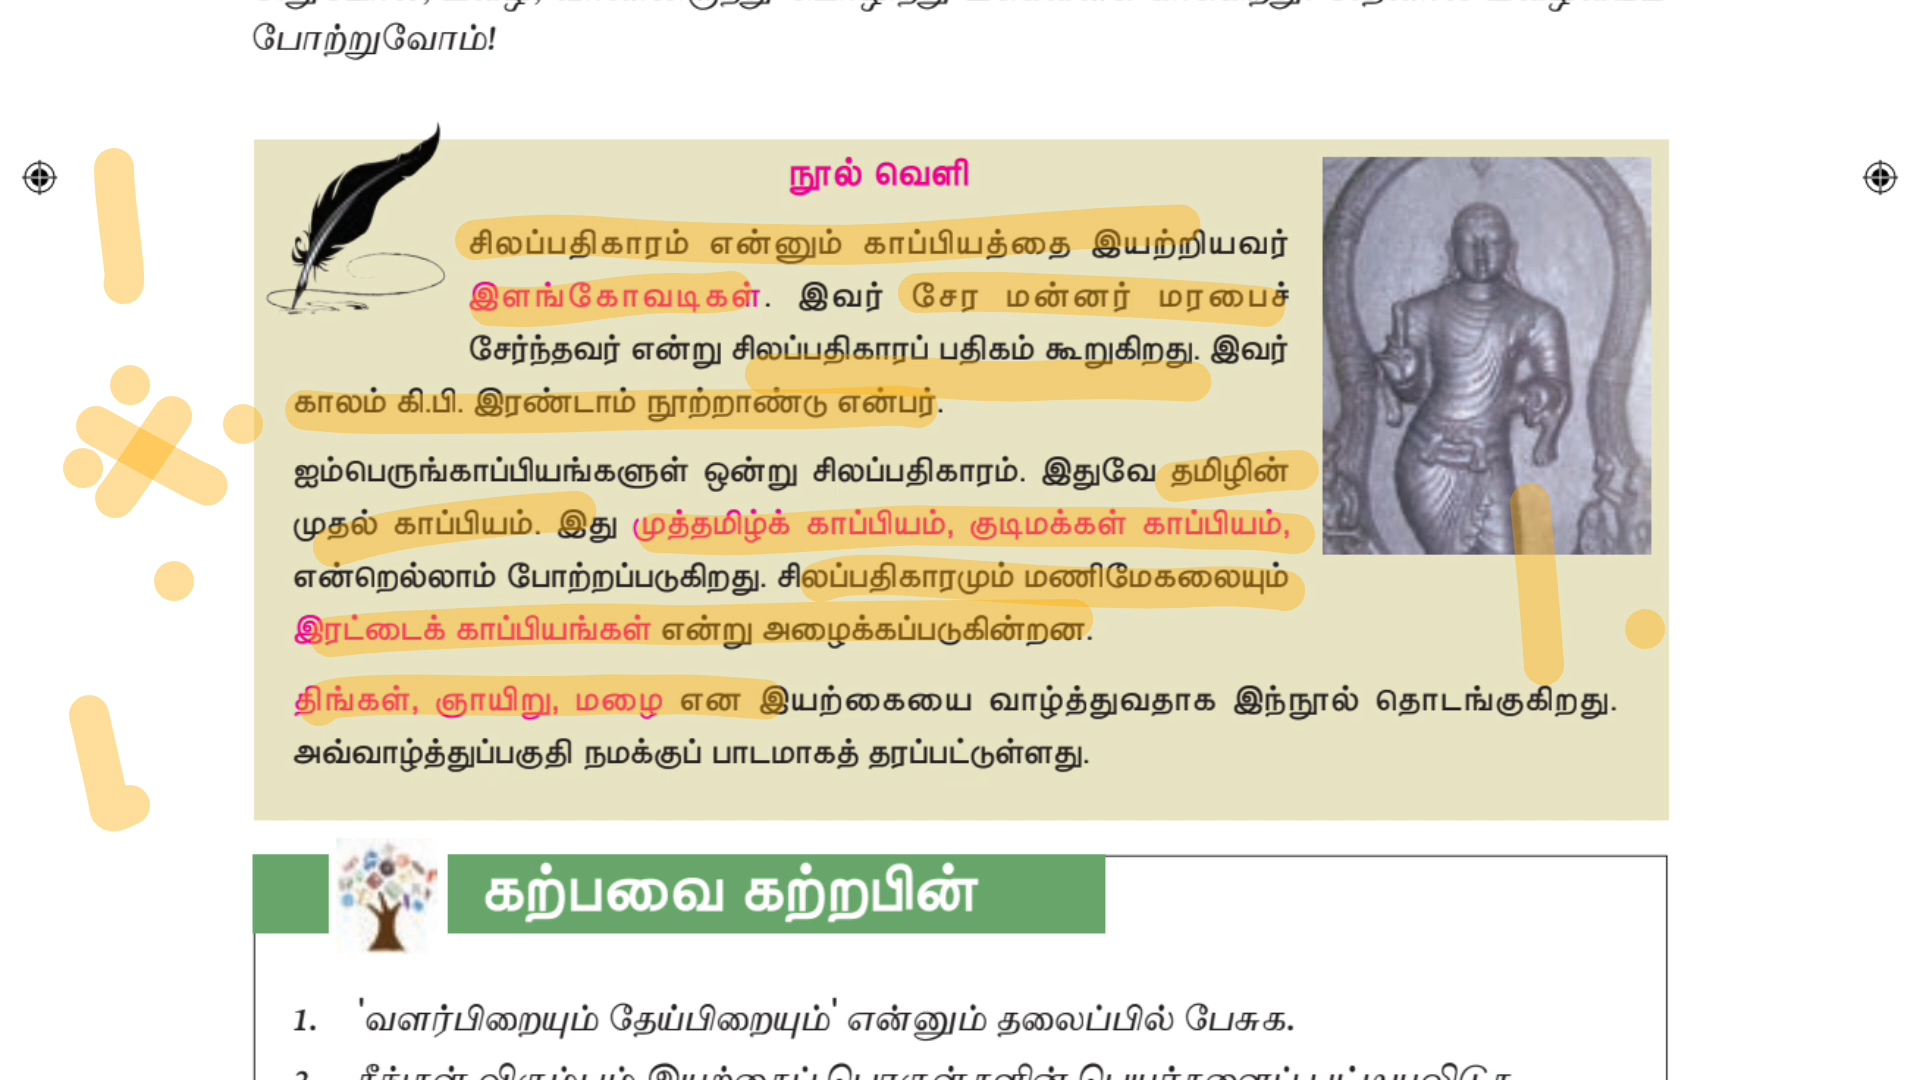 போற்றுவோம்!
நூல் வெளி
சிலப்பதிகாரம் என்னும் காப்பியத்தை இயற்றியவர்
இளங்கோவடிகள். இவர் சேர மன்னர் மரபைச்
சேர்ந்தவர் என்று சிலப்பதிகாரப் பதிகம் கூறுகிறது. இவர்
காலம் கி.பி. இரண்டாம் நூற்றாண்டு என்பர்.
ஐம்பெருங்காப்பியங்களுள் ஒன்று சிலப்பதிகாரம். இதுவே தமிழின்
முதல் காப்பியம். இது முத்தமிழ்க் காப்பியம், குடிமக்கள் காப்பியம்,
என்றெல்லாம் போற்றப்படுகிறது. சிலப்பதிகாரமும் மணிமேகலையும்
இரட்டைக் காப்பியங்கள் என்று அழைக்கப்படுகின்றன.
திங்கள், ஞாயிறு, மழை என இயற்கையை வாழ்த்துவதாக இந்நூல் தொடங்குகிறது.
அவ்வாழ்த்துப்பகுதி நமக்குப் பாடமாகத் தரப்பட்டுள்ளது.
கற்பவை கற்றபின்
1. 'வளர்பிறையும் தேய்பிறையும்' என்னும் தலைப்பில் பேசுக.